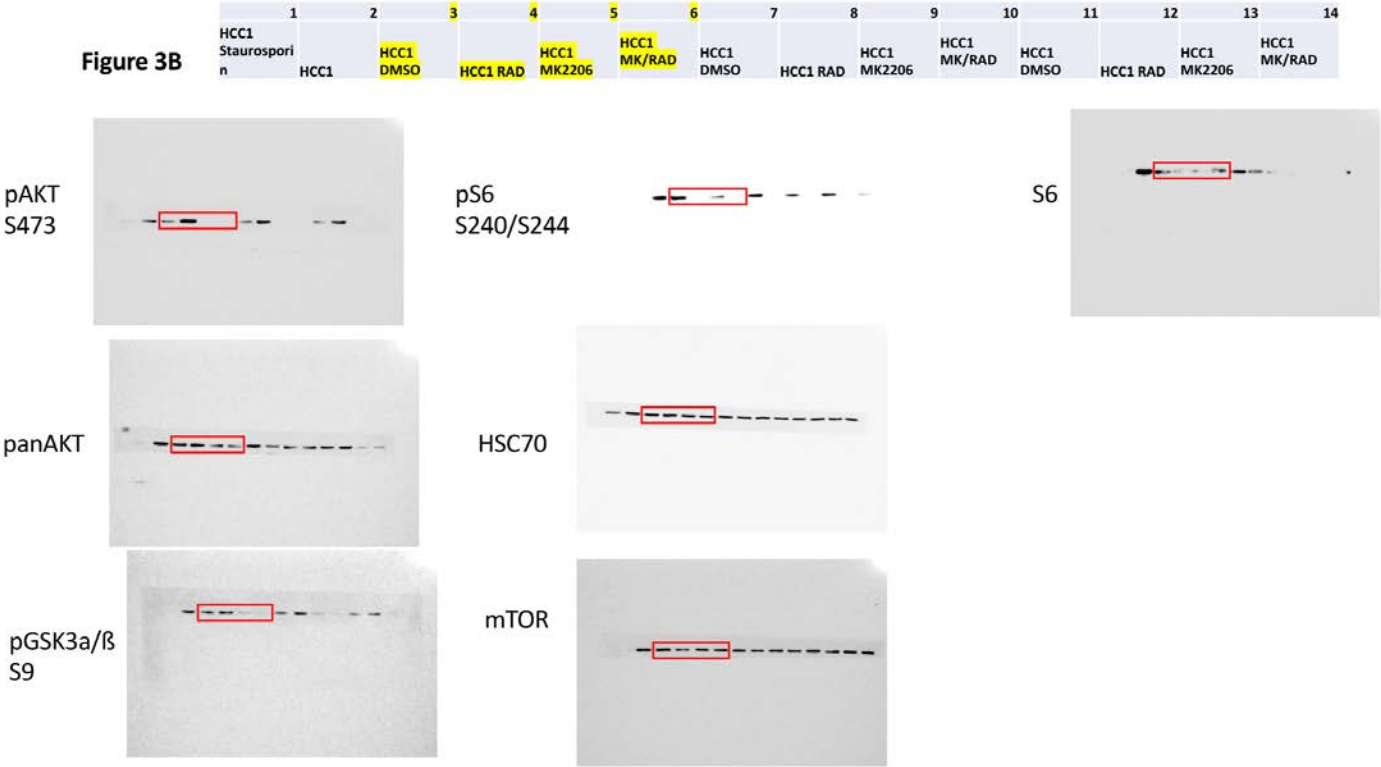 1 2 3 4 5 6 7 8 9 10 11 12 13 14
Figure 3B
HCC1
Staurospori
n
HCC1
HCC1
DMSO
HCC1 RAD
HCC1
MK2206
HCC1
MK/RAD
HCC1
DMSO
HCC1 RAD
HCC1
MK2206
HCC1
MK/RAD
HCC1
DMSO
HCC1 RAD
HCC1
MK2206
HCC1
MK/RAD
pAKT
S473
pS6
S240/S244
S6
panAKT
HSC70
pGSK3a/ß
S9
mTOR